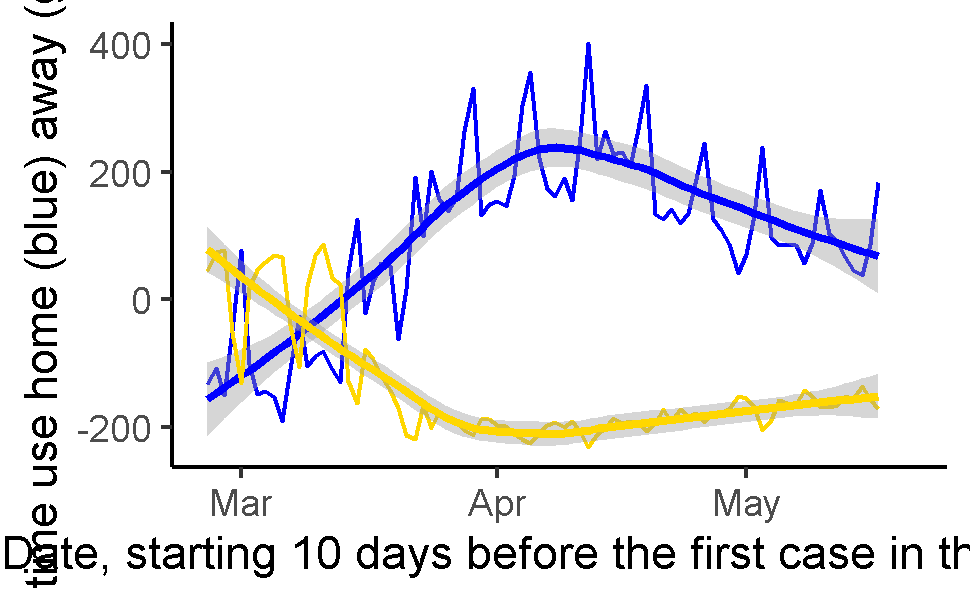 400
200
0
-200
Mar Apr May
Date, starting 10 days before the first case in
time use home (blue) away